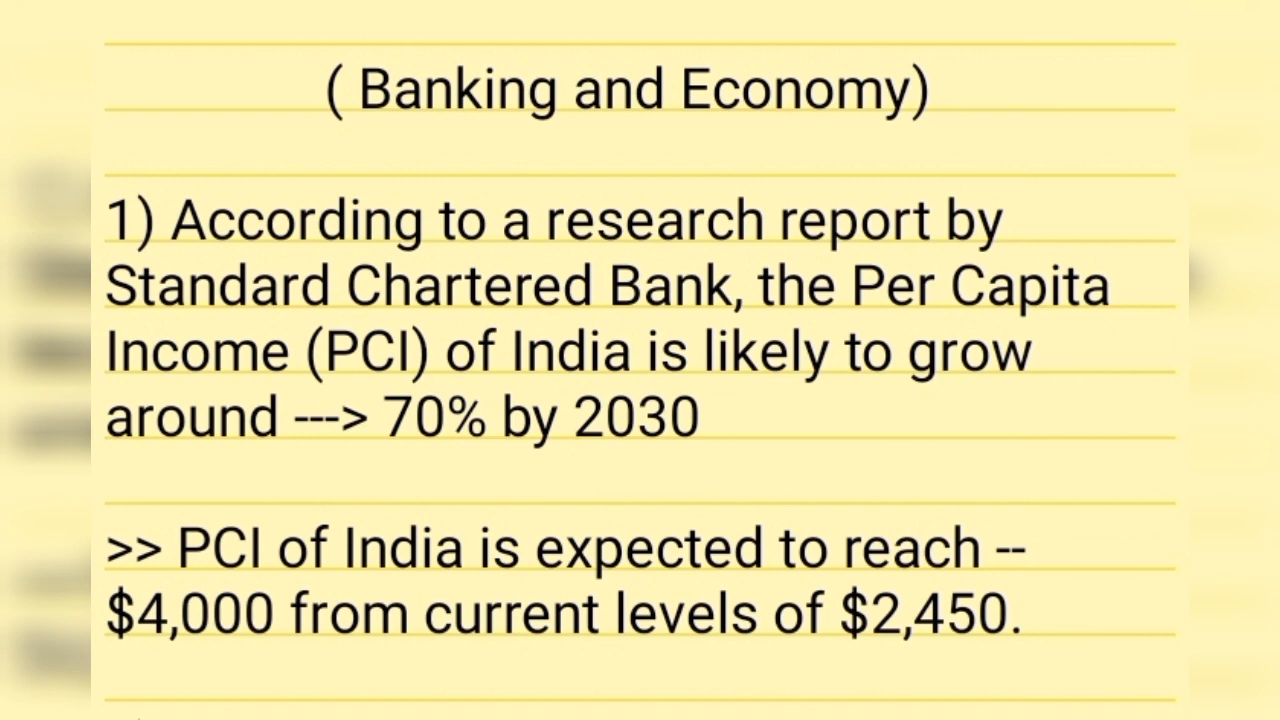 ( Banking and Economy)
1) According to a research report by
Standard Chartered Bank, the Per Capita
Income (PCI) of India is likely to grow
around ---> 70% by 2030
>> PCI of India is expected to reach --
$4,000 from current levels of $2,450.